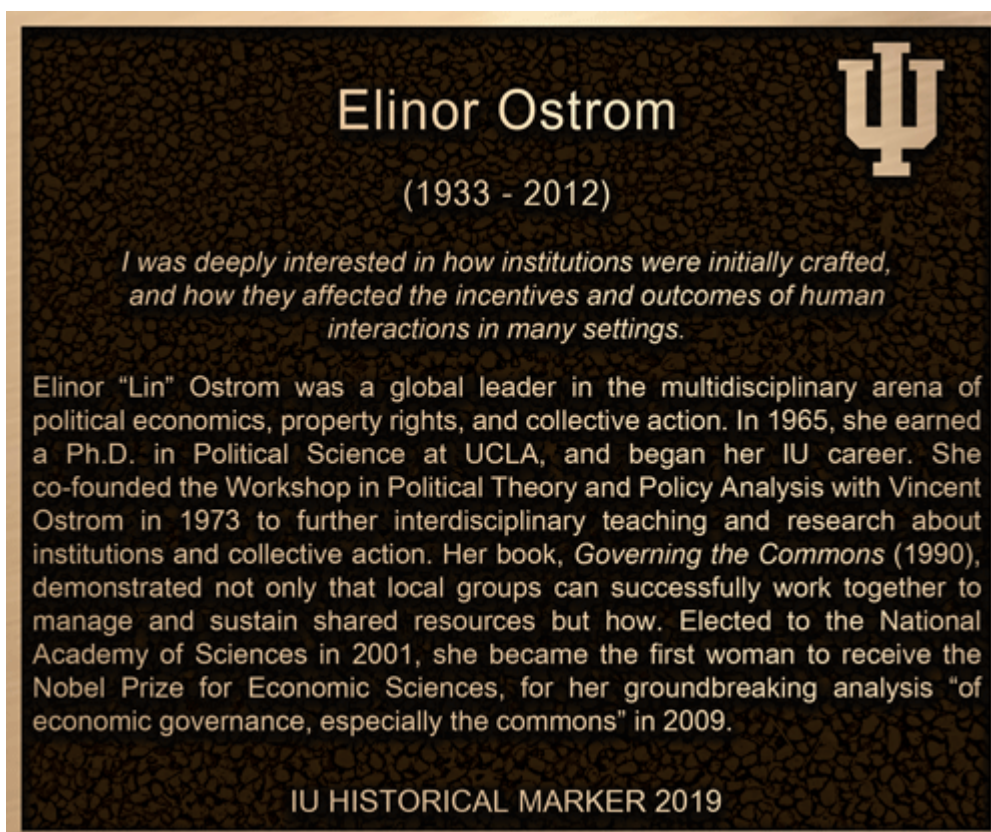 Elinor Ostrom
(1933 - 2012)
I was deeply interested in how institutions were initially crafted,
and how they affected the incentives and outcomes of human
interactions in many settings.
Elinor “Lin” Ostrom was a global leader in the multidisciplinary arena of
political economics, property rights, and collective action. In 1965, she earned
a Ph.D. in Political Science at UCLA, and began her IU career. She
co-founded the Workshop in Political Theory and Policy Analysis with Vincent
Ostrom in 1973 to further interdisciplinary teaching and research about
institutions and collective action. Her book, Governing the Commons (1990),
demonstrated not only that local groups can successfully work together to
manage and sustain shared resources but how. Elected to the National
Academy of Sciences in 2001, she became the first woman to receive the
Nobel Prize for Economic Sciences, for her groundbreaking analysis “of
economic governance, especially the commons” in 2009.
IU HISTORICAL MARKER 2019